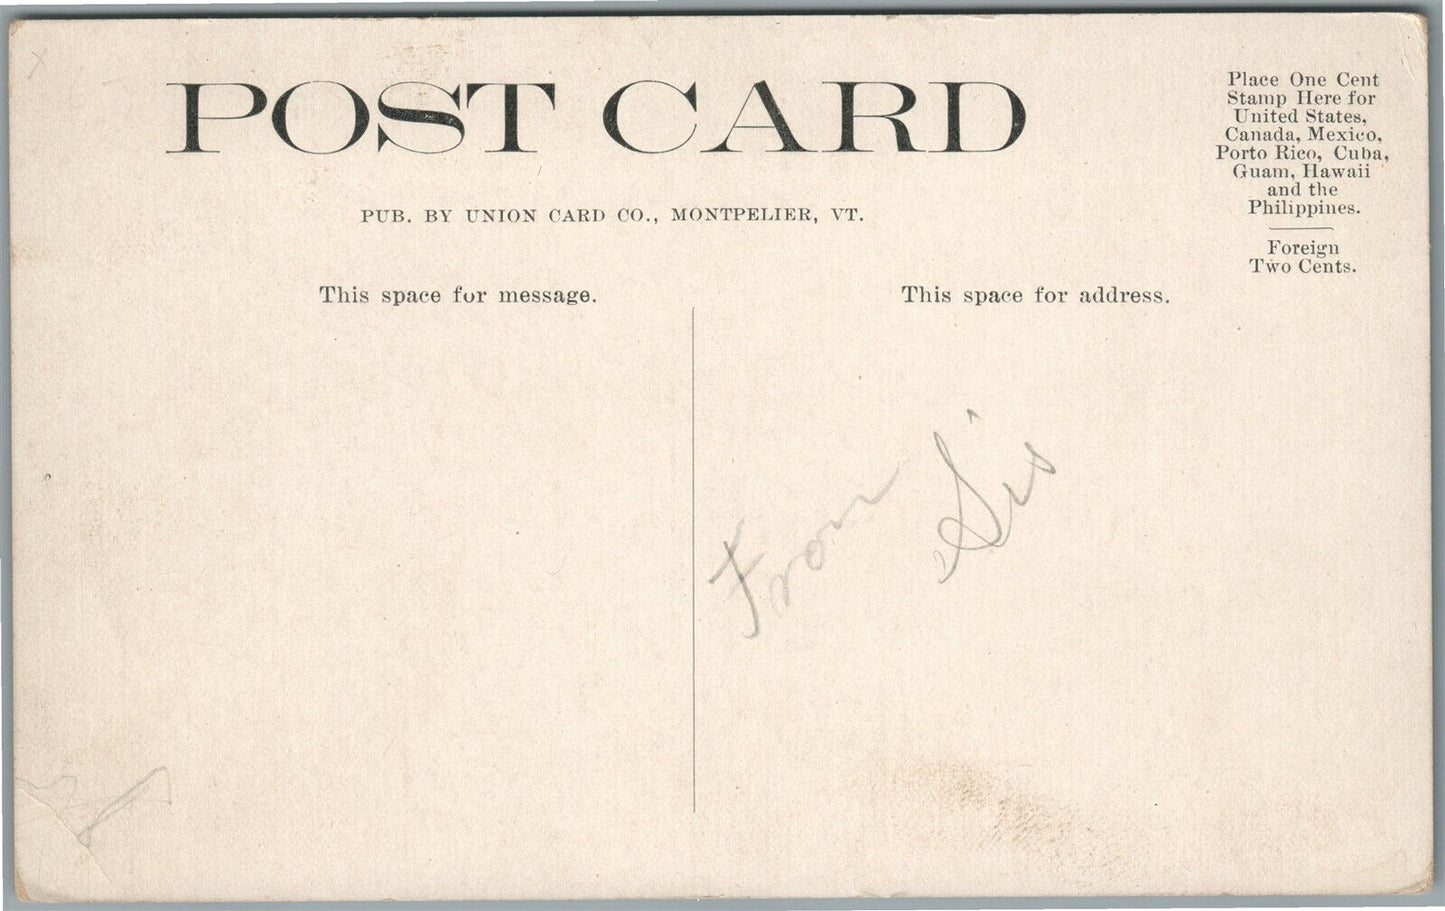 POST CARD
PUB. BY UNION CARD CO., MONTPELIER, VT.
Place One Cent
Stamp Here for
United States,
Canada, Mexico,
Porto Rico, Cuba,
Guam, Hawaii
and the
Philippines.
Foreign
Two Cents.
This space for message.
This space for address.
From Sis